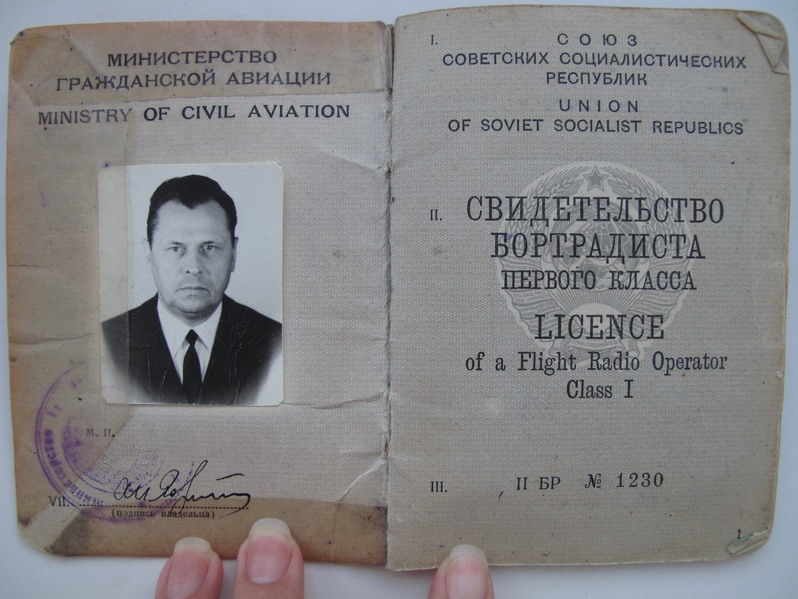 МИНИСТЕРСТВО
ГРАЖДАНСКОЙ АВИАЦИИ
MINISTRY OF CIVIL AVIATION
М. П.
Министерство
VII.
(подпись владельца)
I. СОЮЗ
СОВЕТСКИХ СОЦИАЛИСТИЧЕСКИХ
РЕСПУБЛИК
UNION
OF SOVIET SOCIALIST REPUBLICS
II. СВИДЕТЕЛЬСТВО
БОРТРАДИСТА
ПЕРВОГО КЛАССА
LICENCE
of a Flight Radio Operator
Class I
III. II БР № 1230